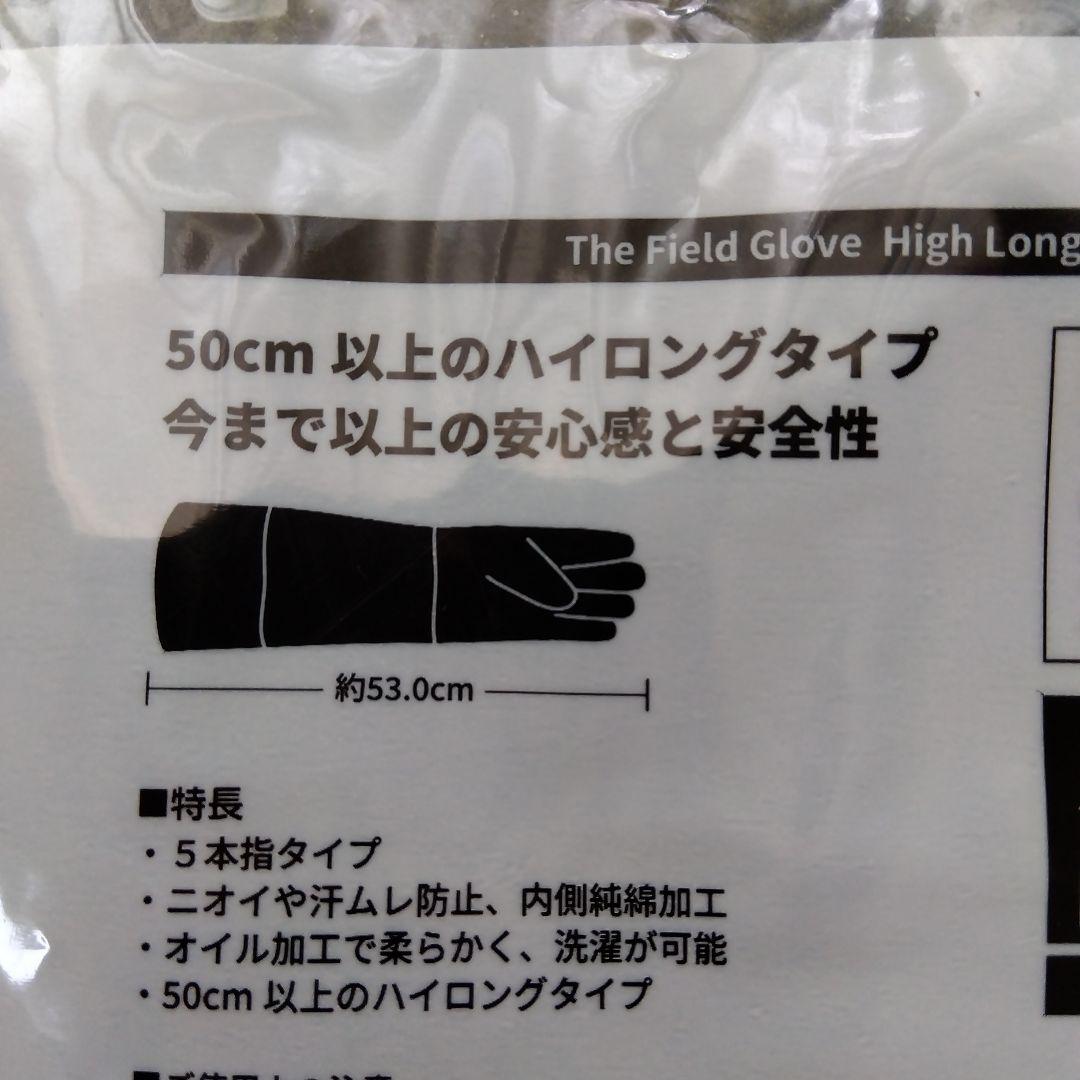 The Field Glove High Long
50cm 以上のハイロングタイプ
今まで以上の安心感と安全性
約53.0cm
■特長
・５本指タイプ
・ニオイや汗ムレ防止、内側純綿加工
・オイル加工で柔らかく、洗濯が可能
・50cm 以上のハイロングタイプ